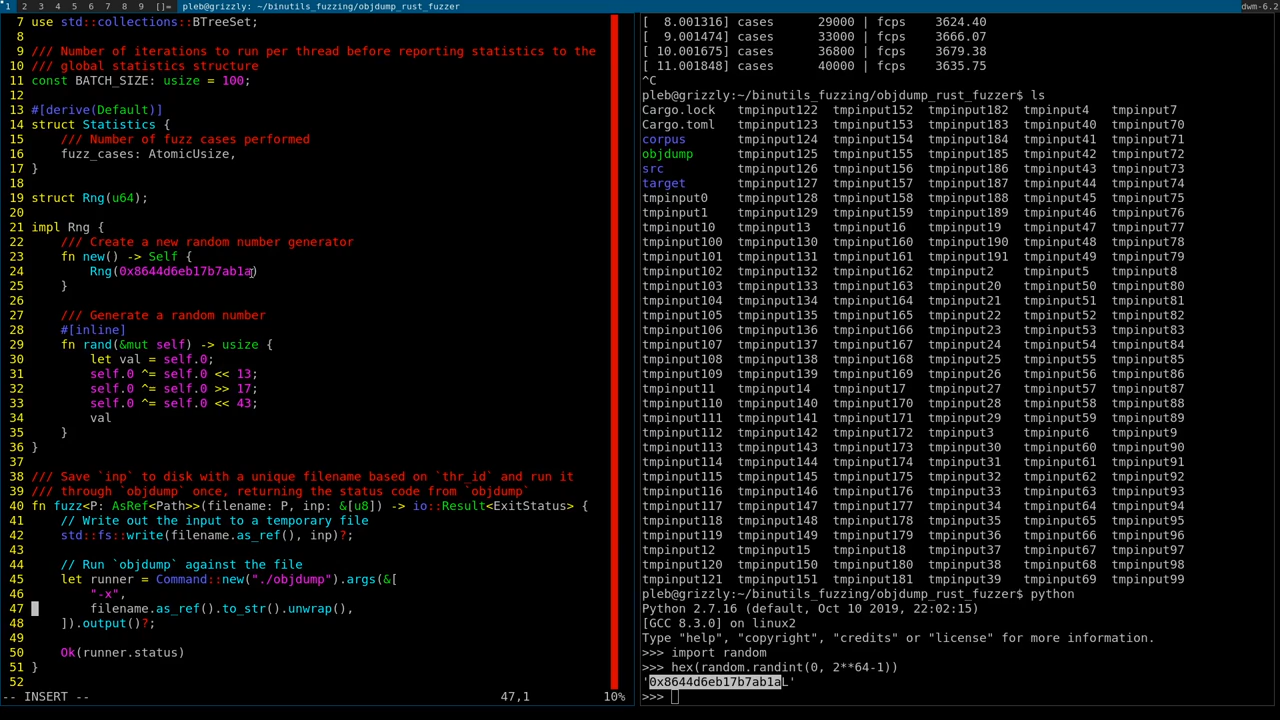 1 2 3 4 5 6 7 8 9 []= pleb@grizzly: ~/binutils_fuzzing/objdump_rust_fuzzer dwm-6.2
7 use std::collections::BTreeSet;
8
9 /// Number of iterations to run per thread before reporting statistics to the
10 /// global statistics structure
11 const BATCH_SIZE: usize = 100;
12
13 #[derive(Default)]
14 struct Statistics {
15 /// Number of fuzz cases performed
16 fuzz_cases: AtomicUsize,
17 }
18
19 struct Rng(u64);
20
21 impl Rng {
22 /// Create a new random number generator
23 fn new() -> Self {
24 Rng(0x8644d6eb17b7ab1a)
25 }
26
27 /// Generate a random number
28 #[inline]
29 fn rand(&mut self) -> usize {
30 let val = self.0;
31 self.0 ^= self.0 << 13;
32 self.0 ^= self.0 >> 17;
33 self.0 ^= self.0 << 43;
34 val
35 }
36 }
37
38 /// Save `inp` to disk with a unique filename based on `thr_id` and run it
39 /// through `objdump` once, returning the status code from `objdump`
40 fn fuzz<P: AsRef<Path>>(filename: P, inp: &[u8]) -> io::Result<ExitStatus> {
41 // Write out the input to a temporary file
42 std::fs::write(filename.as_ref(), inp)?;
43
44 // Run `objdump` against the file
45 let runner = Command::new("./objdump").args(&[
46 "-x",
47 filename.as_ref().to_str().unwrap(),
48 ]).output()?;
49
50 Ok(runner.status)
51 }
52
-- INSERT -- 47,1 10%
[ 8.001316] cases 29000 | fcps 3624.40
[ 9.001474] cases 33000 | fcps 3666.07
[ 10.001675] cases 36800 | fcps 3679.38
[ 11.001848] cases 40000 | fcps 3635.75
^C
pleb@grizzly:~/binutils_fuzzing/objdump_rust_fuzzer$ ls
Cargo.lock tmpinput122 tmpinput152 tmpinput182 tmpinput4 tmpinput7
Cargo.toml tmpinput123 tmpinput153 tmpinput183 tmpinput40 tmpinput70
corpus tmpinput124 tmpinput154 tmpinput184 tmpinput41 tmpinput71
objdump tmpinput125 tmpinput155 tmpinput185 tmpinput42 tmpinput72
src tmpinput126 tmpinput156 tmpinput186 tmpinput43 tmpinput73
target tmpinput127 tmpinput157 tmpinput187 tmpinput44 tmpinput74
tmpinput0 tmpinput128 tmpinput158 tmpinput188 tmpinput45 tmpinput75
tmpinput1 tmpinput129 tmpinput159 tmpinput189 tmpinput46 tmpinput76
tmpinput10 tmpinput13 tmpinput16 tmpinput19 tmpinput47 tmpinput77
tmpinput100 tmpinput130 tmpinput160 tmpinput190 tmpinput48 tmpinput78
tmpinput101 tmpinput131 tmpinput161 tmpinput191 tmpinput49 tmpinput79
tmpinput102 tmpinput132 tmpinput162 tmpinput2 tmpinput5 tmpinput8
tmpinput103 tmpinput133 tmpinput163 tmpinput20 tmpinput50 tmpinput80
tmpinput104 tmpinput134 tmpinput164 tmpinput21 tmpinput51 tmpinput81
tmpinput105 tmpinput135 tmpinput165 tmpinput22 tmpinput52 tmpinput82
tmpinput106 tmpinput136 tmpinput166 tmpinput23 tmpinput53 tmpinput83
tmpinput107 tmpinput137 tmpinput167 tmpinput24 tmpinput54 tmpinput84
tmpinput108 tmpinput138 tmpinput168 tmpinput25 tmpinput55 tmpinput85
tmpinput109 tmpinput139 tmpinput169 tmpinput26 tmpinput56 tmpinput86
tmpinput11 tmpinput14 tmpinput17 tmpinput27 tmpinput57 tmpinput87
tmpinput110 tmpinput140 tmpinput170 tmpinput28 tmpinput58 tmpinput88
tmpinput111 tmpinput141 tmpinput171 tmpinput29 tmpinput59 tmpinput89
tmpinput112 tmpinput142 tmpinput172 tmpinput3 tmpinput6 tmpinput9
tmpinput113 tmpinput143 tmpinput173 tmpinput30 tmpinput60 tmpinput90
tmpinput114 tmpinput144 tmpinput174 tmpinput31 tmpinput61 tmpinput91
tmpinput115 tmpinput145 tmpinput175 tmpinput32 tmpinput62 tmpinput92
tmpinput116 tmpinput146 tmpinput176 tmpinput33 tmpinput63 tmpinput93
tmpinput117 tmpinput147 tmpinput177 tmpinput34 tmpinput64 tmpinput94
tmpinput118 tmpinput148 tmpinput178 tmpinput35 tmpinput65 tmpinput95
tmpinput119 tmpinput149 tmpinput179 tmpinput36 tmpinput66 tmpinput96
tmpinput12 tmpinput15 tmpinput18 tmpinput37 tmpinput67 tmpinput97
tmpinput120 tmpinput150 tmpinput180 tmpinput38 tmpinput68 tmpinput98
tmpinput121 tmpinput151 tmpinput181 tmpinput39 tmpinput69 tmpinput99
pleb@grizzly:~/binutils_fuzzing/objdump_rust_fuzzer$ python
Python 2.7.16 (default, Oct 10 2019, 22:02:15)
[GCC 8.3.0] on linux2
Type "help", "copyright", "credits" or "license" for more information.
>>> import random
>>> hex(random.randint(0, 2**64-1))
'0x8644d6eb17b7ab1aL'
>>>